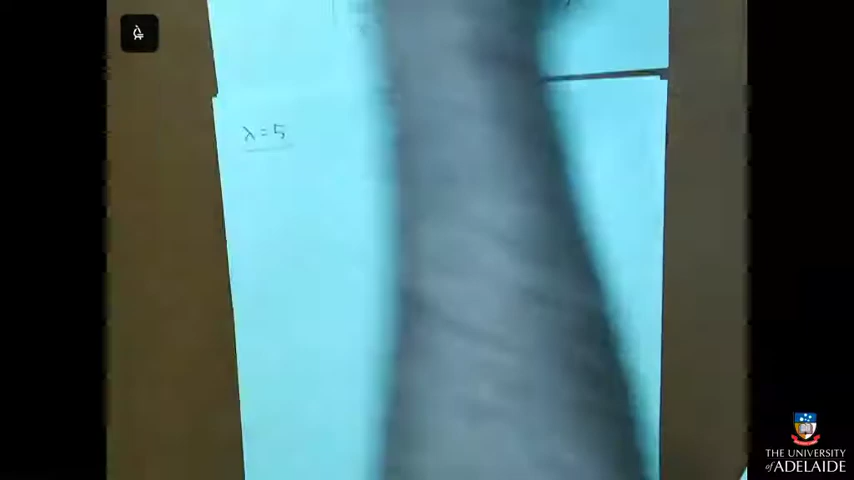 λ = 5
THE UNIVERSITY
of ADELAIDE